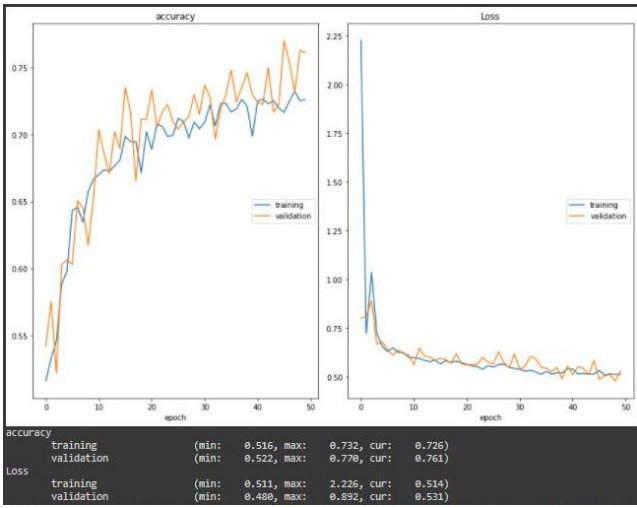 accuracy
0.75
0.70
0.65
0.60
0.55
0 10 20 30 40 50
epoch
training
validation
Loss
2.25
2.00
1.75
1.50
1.25
1.00
0.75
0.50
0 10 20 30 40 50
epoch
training
validation
accuracy
training (min: 0.516, max: 0.732, cur: 0.726)
validation (min: 0.522, max: 0.770, cur: 0.761)
Loss
training (min: 0.511, max: 2.226, cur: 0.514)
validation (min: 0.480, max: 0.892, cur: 0.531)